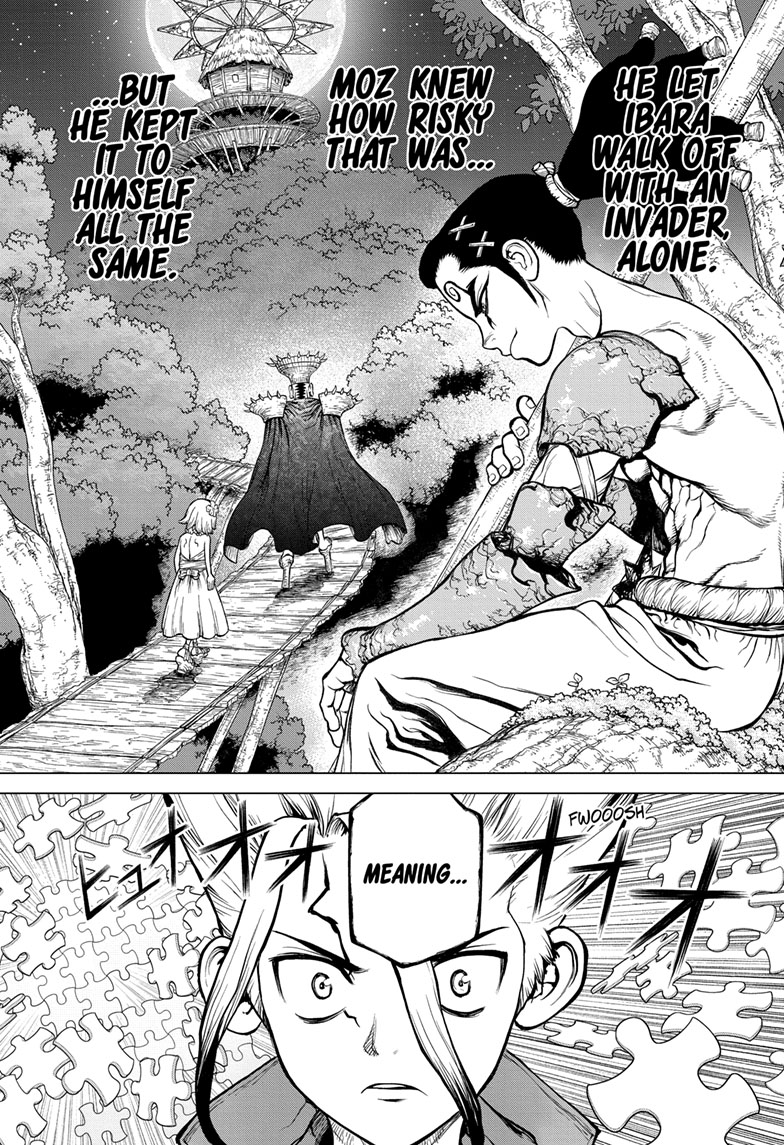 HE LET
IBARA
WALK OFF
WITH AN
INVADER,
ALONE.
MOZ KNEW
HOW RISKY
THAT WAS...
...BUT
HE KEPT
IT TO
HIMSELF
ALL THE
SAME.
FWOOOSH
MEANING...
ヒュオオオオオオ